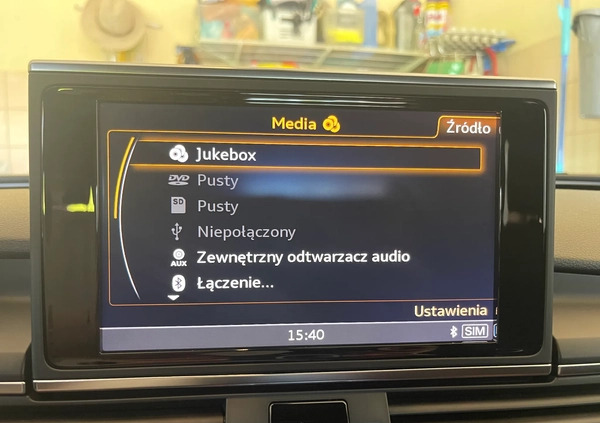 Media
Źródło
Jukebox
DVD Pusty
SD Pusty
Niepołączony
AUX Zewnętrzny odtwarzacz audio
Łączenie...
Ustawienia
15:40 SIM